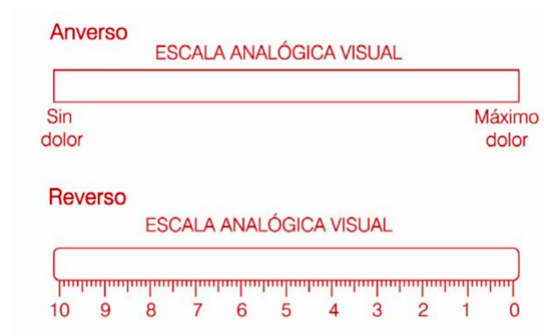 Anverso
ESCALA ANALÓGICA VISUAL
Sin
dolor
Máximo
dolor
Reverso
ESCALA ANALÓGICA VISUAL
10 9 8 7 6 5 4 3 2 1 0